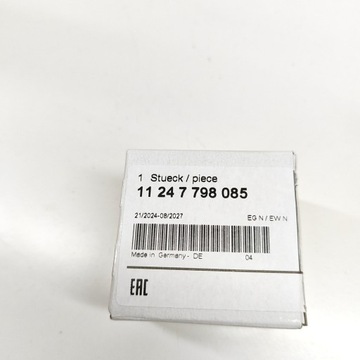 1 Stueck / piece
11 24 7 798 085
21/2024-08/2027 EG N / EW N
Made in Germany - DE 04
EAC